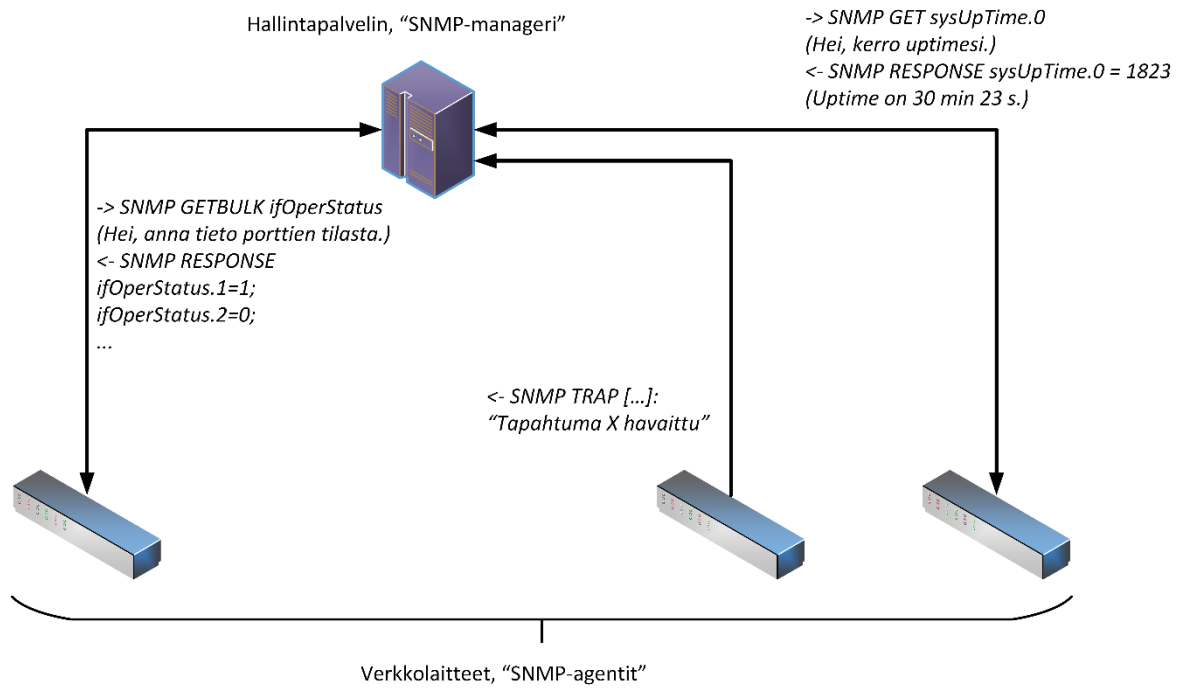 Hallintapalvelin, “SNMP-manageri”
-> SNMP GET sysUpTime.0
(Hei, kerro uptimesi.)
<- SNMP RESPONSE sysUpTime.0 = 1823
(Uptime on 30 min 23 s.)
-> SNMP GETBULK ifOperStatus
(Hei, anna tieto porttien tilasta.)
<- SNMP RESPONSE
ifOperStatus.1=1;
ifOperStatus.2=0;
...
<- SNMP TRAP [...]:
“Tapahtuma X havaittu”
Verkkolaitteet, “SNMP-agentit”